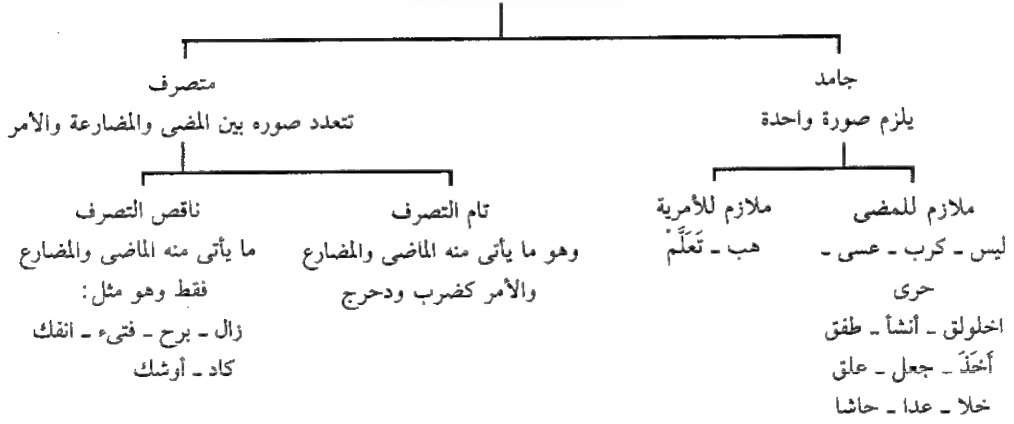 جامد
يلزم صورة واحدة
متصرف
تتعدد صوره بين المضى والمضارعة والأمر
ملازم للمضى
ليس ـ كرب ـ عسى ـ
حرى
اخلولق ـ أنشأ ـ طفق
أَخَذَ ـ جعل ـ علق
خلا ـ عدا ـ حاشا
ملازم للأمرية
هب ـ تَعَلَّمْ
تام التصرف
وهو ما يأتى منه الماضى والمضارع
والأمر كضرب ودحرج
ناقص التصرف
ما يأتى منه الماضى والمضارع
فقط وهو مثل:
زال ـ برح ـ فتىء ـ انفك
كاد ـ أوشك